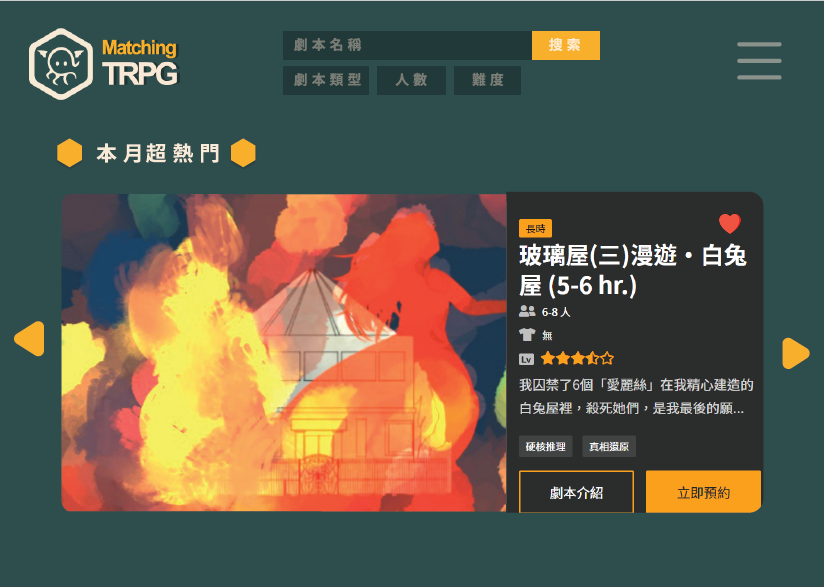 Matching
TRPG
劇本名稱
搜索
劇本類型
人數
難度
本月超熱門
長時
玻璃屋(三)漫遊・白兔
屋 (5-6 hr.)
6-8 人
無
Lv
我囚禁了6個「愛麗絲」在我精心建造的
白兔屋裡，殺死她們，是我最後的願...
硬核推理
真相還原
劇本介紹
立即預約